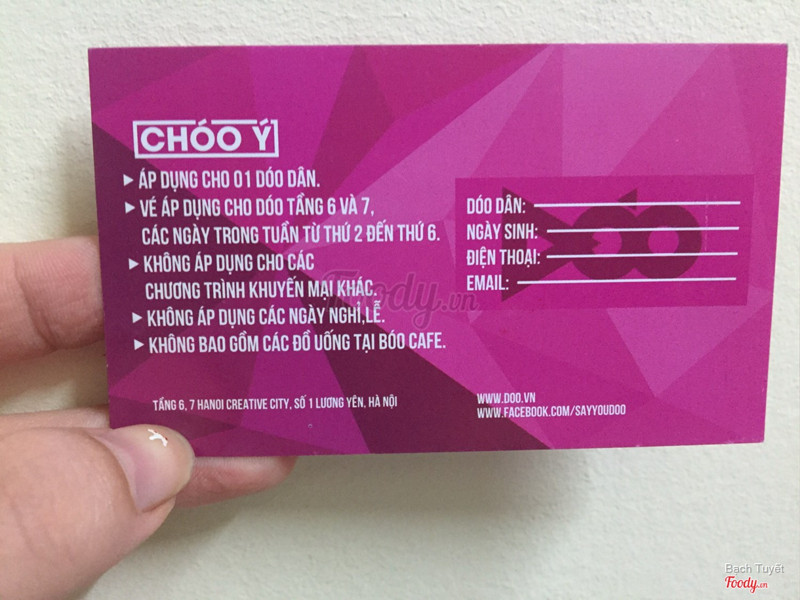 CHÓO Ý
ÁP DỤNG CHO 01 DÓO DÂN.
VÉ ÁP DỤNG CHO DÓO TẦNG 6 VÀ 7,
CÁC NGÀY TRONG TUẦN TỪ THỨ 2 ĐẾN THỨ 6.
KHÔNG ÁP DỤNG CHO CÁC
CHƯƠNG TRÌNH KHUYẾN MẠI KHÁC.
KHÔNG ÁP DỤNG CÁC NGÀY NGHỈ,LỄ.
KHÔNG BAO GỒM CÁC ĐỒ UỐNG TẠI BÓO CAFE.
DÓO DÂN:
NGÀY SINH:
ĐIỆN THOẠI:
EMAIL:
TẦNG 6, 7 HANOI CREATIVE CITY, SỐ 1 LƯƠNG YÊN, HÀ NỘI
WWW.DOO.VN
WWW.FACEBOOK.COM/SAYYOUDOO
Foody.vn
Bạch Tuyết
Foody.vn